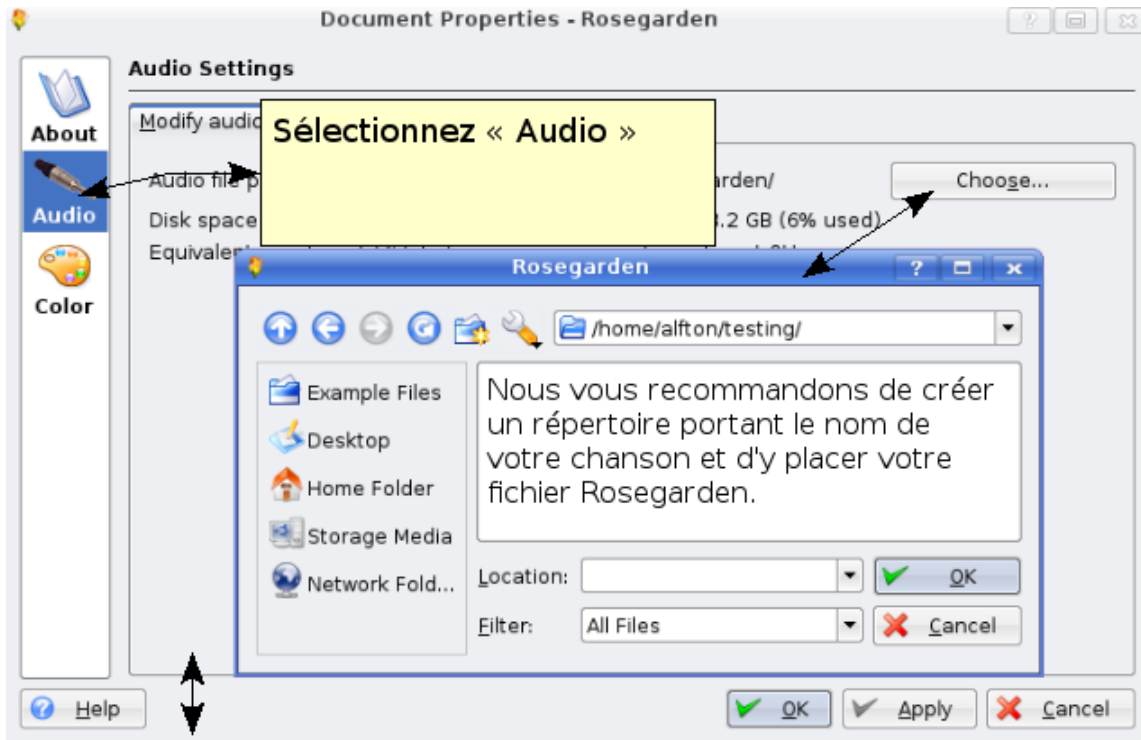 Document Properties - Rosegarden
Audio Settings
About
Audio
Color
Modify audio
Sélectionnez « Audio »
Audio file p
arden/
Choose...
Disk space
.2 GB (6% used)
Rosegarden
/home/alfton/testing/
Example Files
Desktop
Home Folder
Storage Media
Network Fold...
Nous vous recommandons de créer
un répertoire portant le nom de
votre chanson et d'y placer votre
fichier Rosegarden.
Location:
OK
Filter:
All Files
Cancel
Help
OK
Apply
Cancel